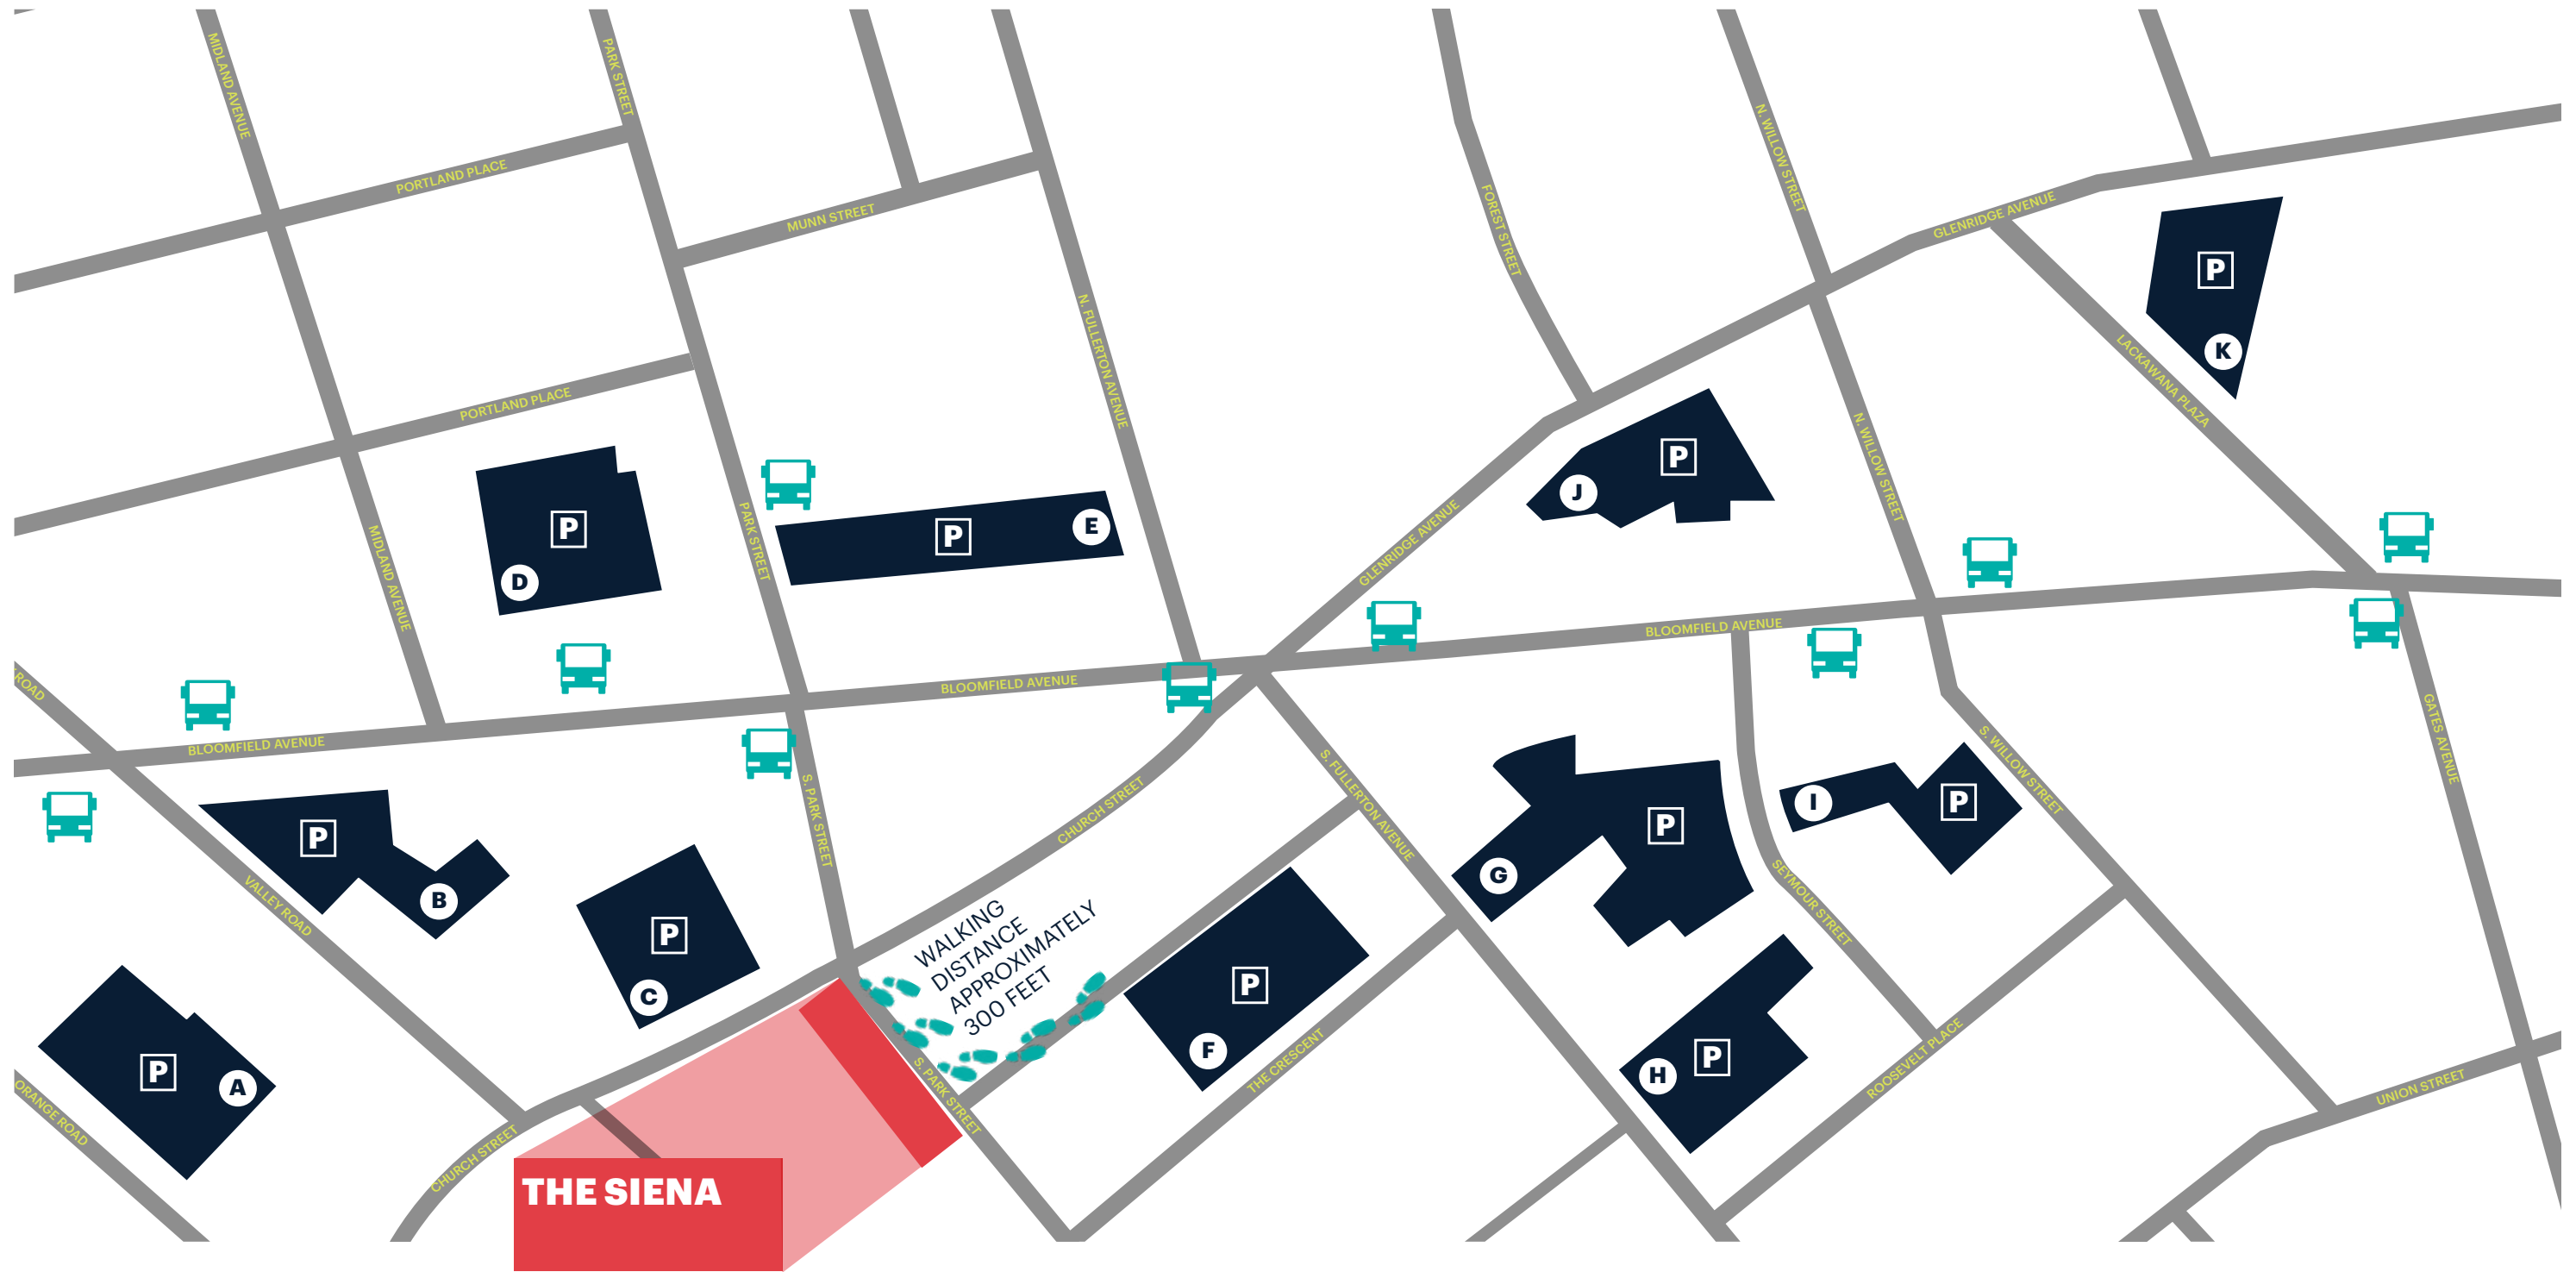 MIDLAND AVENUE
PARK STREET
N. WILLOW STREET
PORTLAND PLACE
MUNN STREET
FOREST STREET
GLENRIDGE AVENUE
P
K
N. FULLERTON AVENUE
LACKAWANA PLAZA
PORTLAND PLACE
P
J
N. WILLOW STREET
P
D
MIDLAND AVENUE
PARK STREET
P
E
GLENRIDGE AVENUE
BLOOMFIELD AVENUE
BLOOMFIELD AVENUE
BLOOMFIELD AVENUE
ROAD
GATES AVENUE
S. WILLOW STREET
S. FULLERTON AVENUE
S. PARK STREET
CHURCH STREET
P
B
P
G
I
P
VALLEY ROAD
SEYMOUR STREET
P
C
WALKING
DISTANCE
APPROXIMATELY
300 FEET
P
F
P
A
H
P
ROOSEVELT PLACE
THE CRESCENT
UNION STREET
S. PARK STREET
ORANGE ROAD
CHURCH STREET
THE SIENA